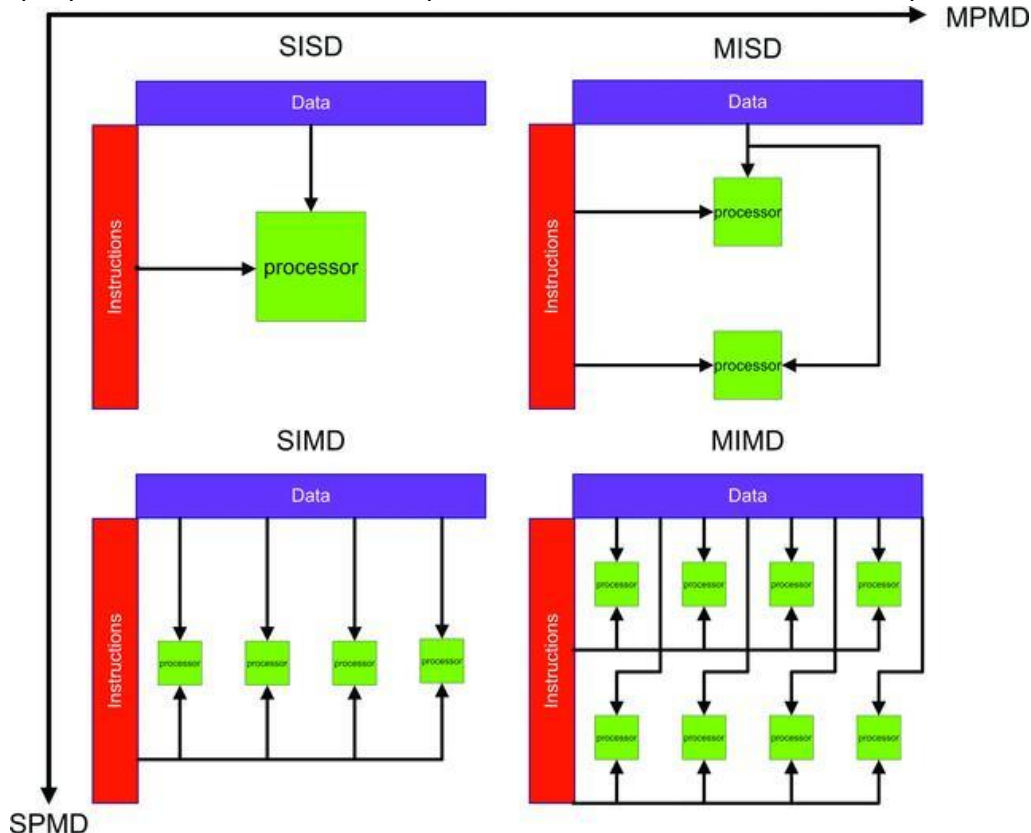 MPMD
SISD
Data
Instructions
processor
MISD
Data
Instructions
processor
processor
SIMD
Data
Instructions
processor
processor
processor
processor
MIMD
Data
Instructions
processor
processor
processor
processor
processor
processor
processor
processor
SPMD